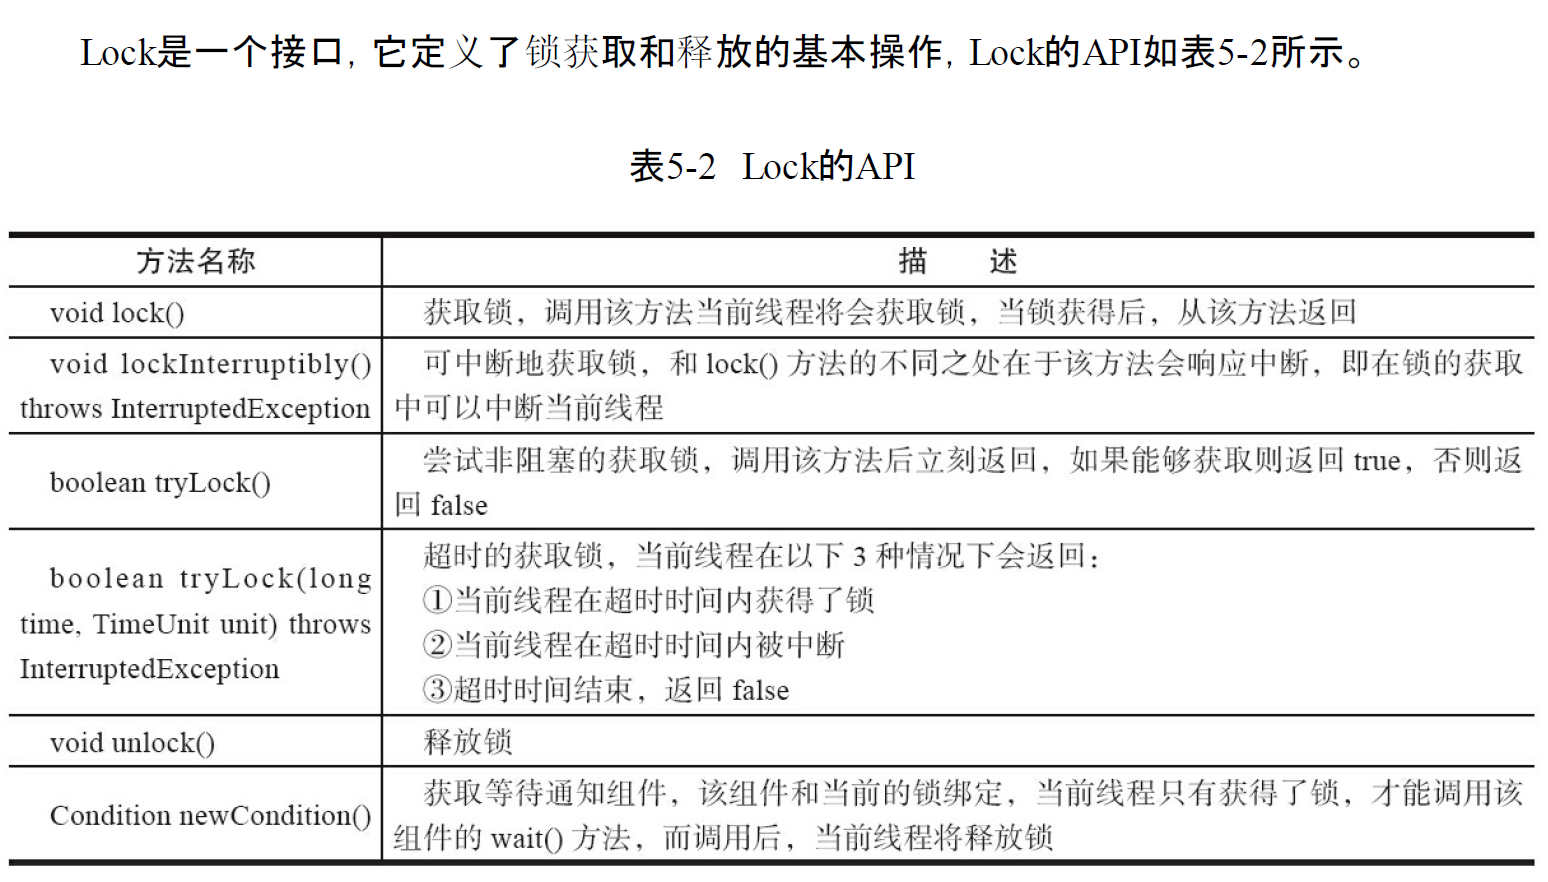 Lock是一个接口，它定义了锁获取和释放的基本操作，Lock的API如表5-2所示。
表5-2 Lock的API
方法名称 描 述
void lock() 获取锁，调用该方法当前线程将会获取锁，当锁获得后，从该方法返回
void lockInterruptibly() throws InterruptedException
可中断地获取锁，和 lock() 方法的不同之处在于该方法会响应中断，即在锁的获取
中可以中断当前线程
boolean tryLock()
尝试非阻塞的获取锁，调用该方法后立刻返回，如果能够获取则返回 true，否则返
回 false
boolean tryLock(long
time, TimeUnit unit) throws
InterruptedException
超时的获取锁，当前线程在以下 3 种情况下会返回：
①当前线程在超时时间内获得了锁
②当前线程在超时时间内被中断
③超时时间结束，返回 false
void unlock() 释放锁
Condition newCondition()
获取等待通知组件，该组件和当前的锁绑定，当前线程只有获得了锁，才能调用该
组件的 wait() 方法，而调用后，当前线程将释放锁